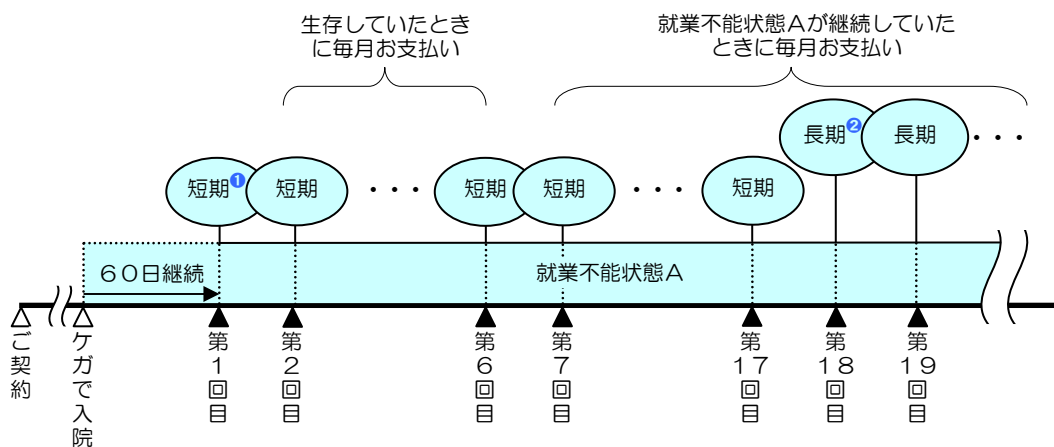 生存していたとき
に毎月お支払い
就業不能状態Aが継続していた
ときに毎月お支払い
短期❶
短期
・・・
短期
短期
・・・
短期
長期❷
長期
・・・
60日継続
就業不能状態A
ご契約
ケガで入院
第1回目
第2回目
第6回目
第7回目
第17回目
第18回目
第19回目